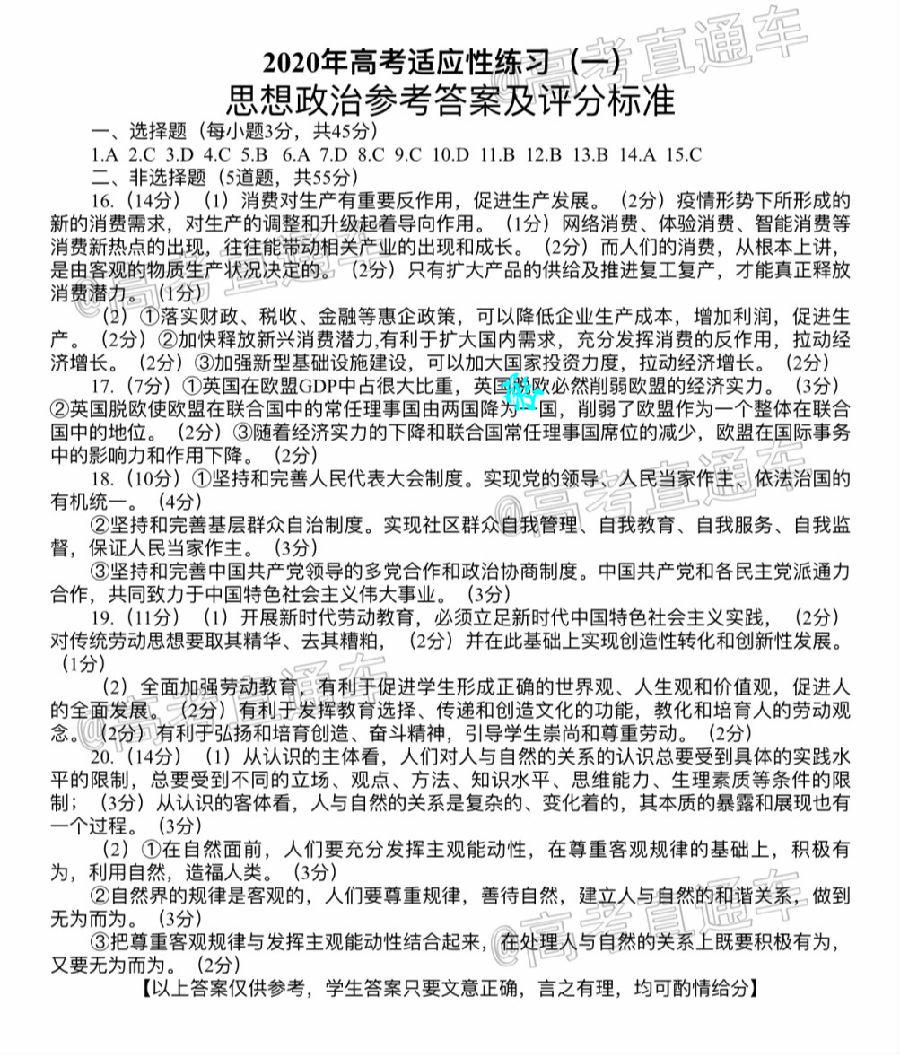 2020年高考适应性练习（一）
思想政治参考答案及评分标准
一、选择题（每小题3分，共45分）
1.A 2.C 3.D 4.C 5.B 6.A 7.D 8.C 9.C 10.D 11.B 12.B 13.B 14.A 15.C
二、非选择题（5道题，共55分）
16.（14分）（1）消费对生产有重要反作用，促进生产发展。（2分）疫情形势下所形成的
新的消费需求，对生产的调整和升级起着导向作用。（1分）网络消费、体验消费、智能消费等
消费新热点的出现，往往能带动相关产业的出现和成长。（2分）而人们的消费，从根本上讲，
是由客观的物质生产状况决定的。（2分）只有扩大产品的供给及推进复工复产，才能真正释放
消费潜力。（1分）
（2）①落实财政、税收、金融等惠企政策，可以降低企业生产成本，增加利润，促进生
产。（2分）②加快释放新兴消费潜力,有利于扩大国内需求，充分发挥消费的反作用，拉动经
济增长。（2分）③加强新型基础设施建设，可以加大国家投资力度，拉动经济增长。（2分）
17.（7分）①英国在欧盟GDP中占很大比重，英国欧必然削弱欧盟的经济实力。（3分）
②英国脱欧使欧盟在联合国中的常任理事国由两国降为国，削弱了欧盟作为一个整体在联合
国中的地位。（2分）③随着经济实力的下降和联合国常任理事国席位的减少，欧盟在国际事务
中的影响力和作用下降。（2分）
18.（10分）①坚持和完善人民代表大会制度。实现党的领导、人民当家作主、依法治国的
有机统一。（4分）
②坚持和完善基层群众自治制度。实现社区群众自我管理、自我教育、自我服务、自我监
督，保证人民当家作主。（3分）
③坚持和完善中国共产党领导的多党合作和政治协商制度。中国共产党和各民主党派通力
合作，共同致力于中国特色社会主义伟大事业。（3分）
19.（11分）（1）开展新时代劳动教育，必须立足新时代中国特色社会主义实践，（2分）
对传统劳动思想要取其精华、去其糟粕，（2分）并在此基础上实现创造性转化和创新性发展。
（1分）
（2）全面加强劳动教育，有利于促进学生形成正确的世界观、人生观和价值观，促进人
的全面发展。（2分）有利于发挥教育选择、传递和创造文化的功能，教化和培育人的劳动观
念。（2分）有利于弘扬和培育创造、奋斗精神，引导学生崇尚和尊重劳动。（2分）
20.（14分）（1）从认识的主体看，人们对人与自然的关系的认识总要受到具体的实践水
平的限制，总要受到不同的立场、观点、方法、知识水平、思维能力、生理素质等条件的限
制；（3分）从认识的客体看，人与自然的关系是复杂的、变化着的，其本质的暴露和展现也有
一个过程。（3分）
（2）①在自然面前，人们要充分发挥主观能动性，在尊重客观规律的基础上，积极有
为，利用自然，造福人类。（3分）
②自然界的规律是客观的，人们要尊重规律，善待自然，建立人与自然的和谐关系，做到
无为而为。（3分）
③把尊重客观规律与发挥主观能动性结合起来，在处理人与自然的关系上既要积极有为，
又要无为而为。（2分）
【以上答案仅供参考，学生答案只要文意正确，言之有理，均可酌情给分】
@高考直通车
@高考直通车
@高考直通车
@高考直通车
@高考直通车